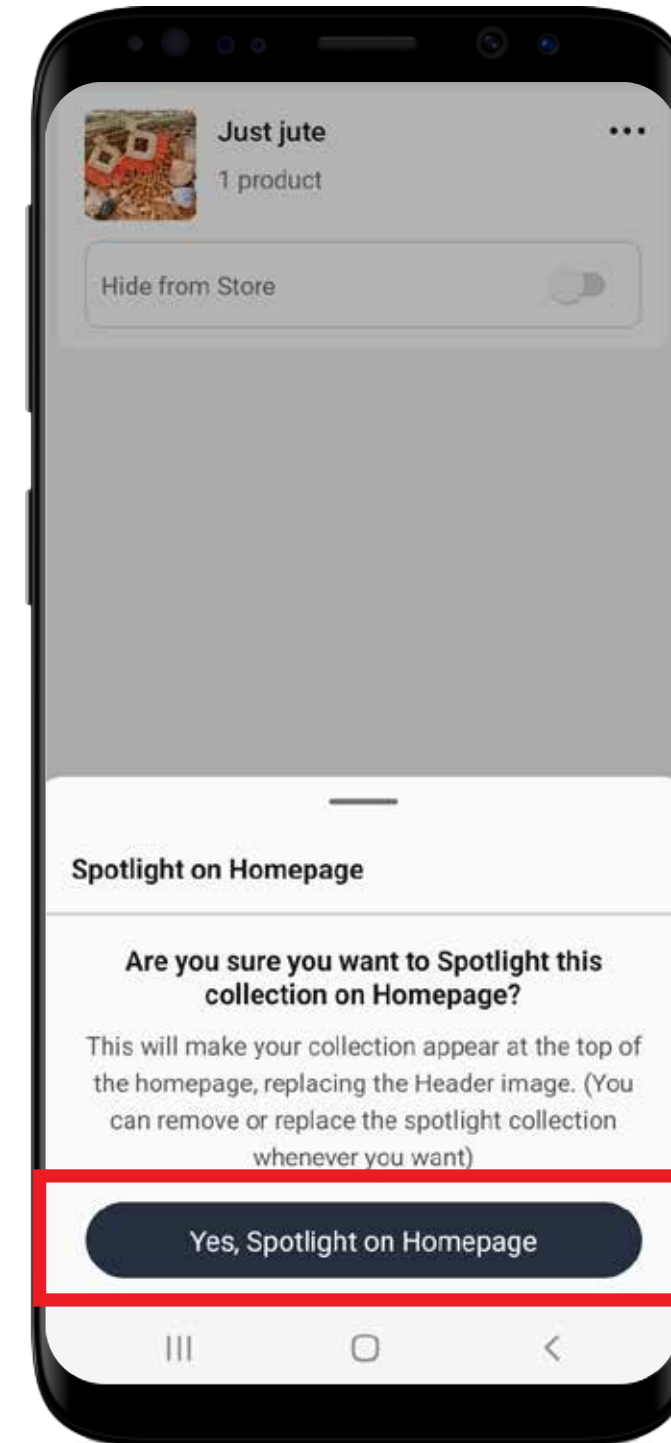 Just jute
1 product
Hide from Store
Spotlight on Homepage
Are you sure you want to Spotlight this
collection on Homepage?
This will make your collection appear at the top of
the homepage, replacing the Header image. (You
can remove or replace the spotlight collection
whenever you want)
Yes, Spotlight on Homepage